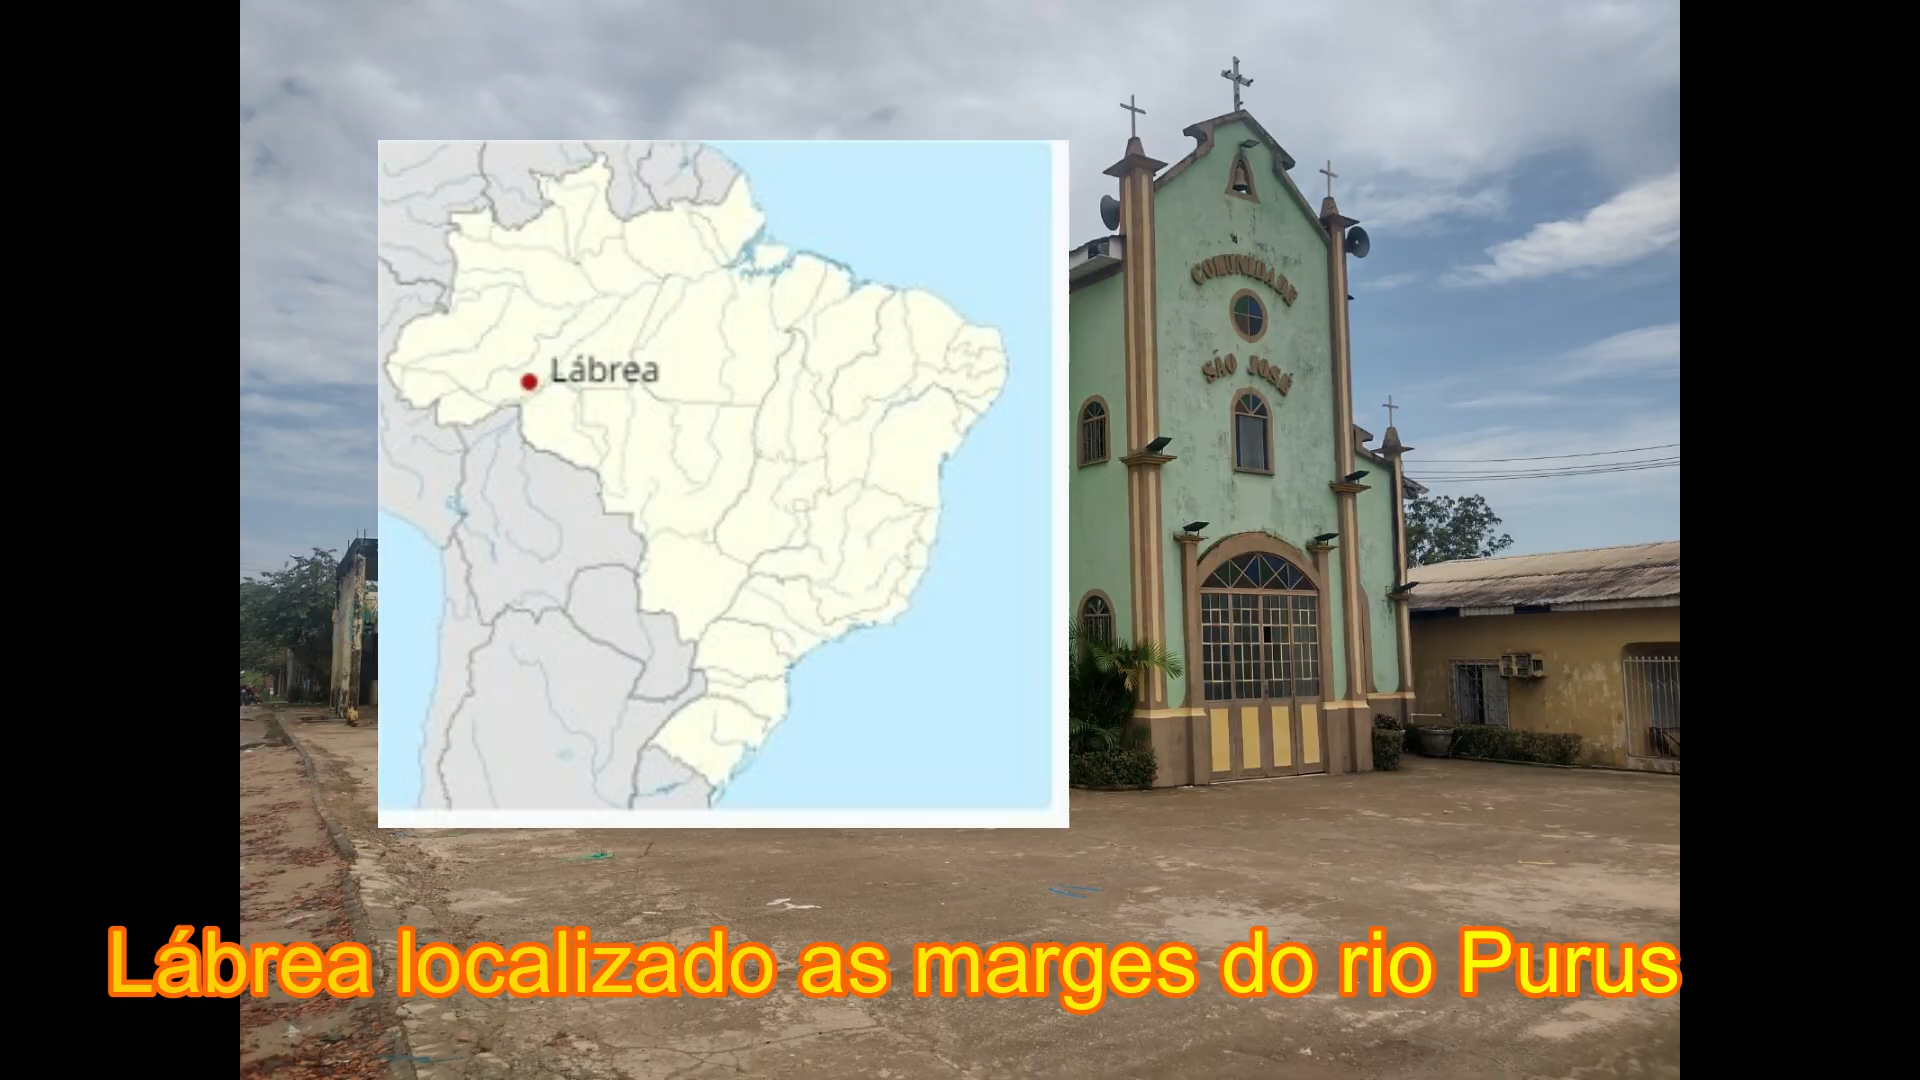 Lábrea
COMUNIDADE
SÃO JOSÉ
Lábrea localizado as marges do rio Purus